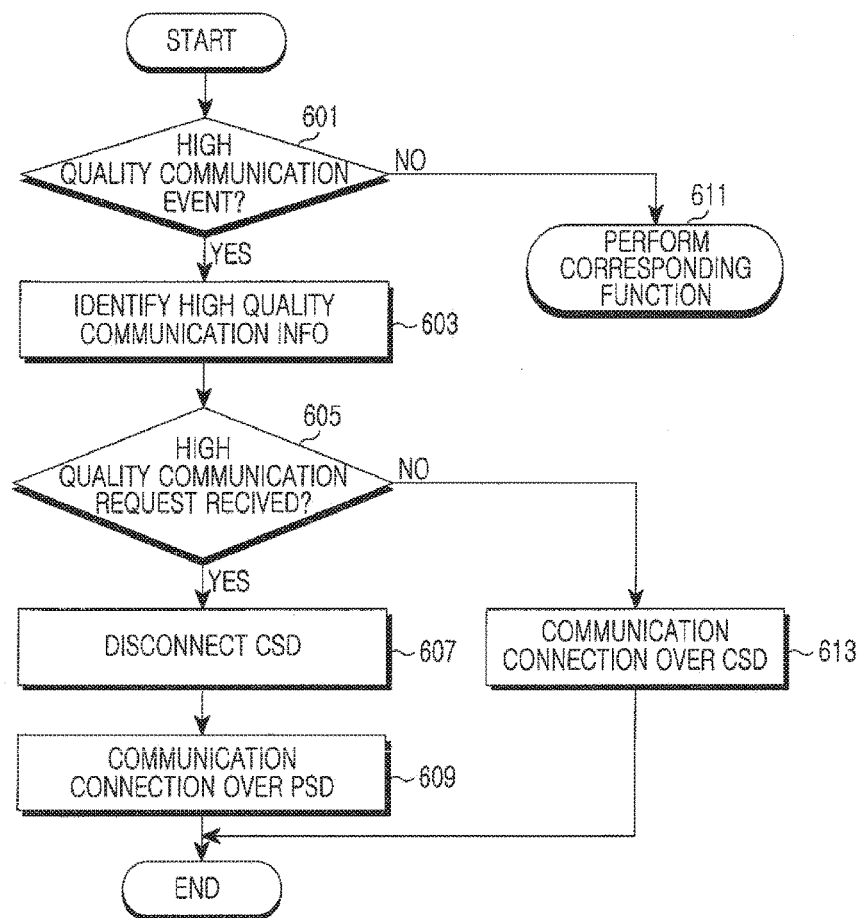 START
601
HIGH
QUALITY COMMUNICATION
EVENT?
NO
YES
611
PERFORM
CORRESPONDING
FUNCTION
IDENTIFY HIGH QUALITY
COMMUNICATION INFO
603
605
HIGH
QUALITY COMMUNICATION
REQUEST RECIVED?
NO
YES
DISCONNECT CSD
607
COMMUNICATION
CONNECTION OVER CSD
613
COMMUNICATION
CONNECTION OVER PSD
609
END